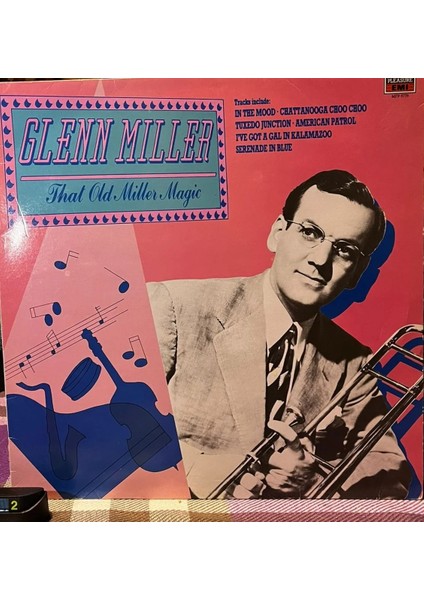 GLENN MILLER
That Old Miller Magic
Tracks include:
IN THE MOOD · CHATTANOOGA CHOO CHOO
TUXEDO JUNCTION · AMERICAN PATROL
I'VE GOT A GAL IN KALAMAZOO
SERENADE IN BLUE
PLEASURE
EMI
2